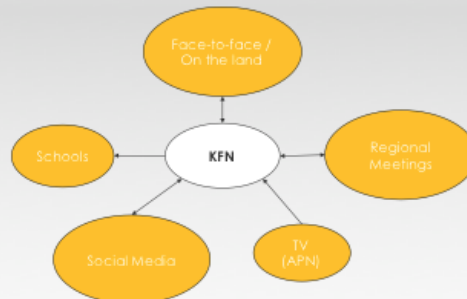 Face-to-face /
On the land
Schools
KFN
Regional
Meetings
Social Media
TV
(APN)